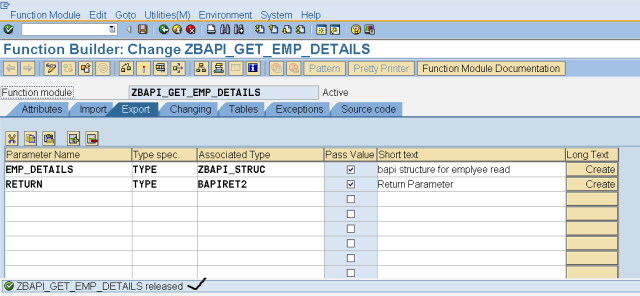 Function Module Edit Goto Utilities(M) Environment System Help
Function Builder: Change ZBAPI_GET_EMP_DETAILS
Pattern Pretty Printer Function Module Documentation
Function module ZBAPI_GET_EMP_DETAILS Active
Attributes Import Export Changing Tables Exceptions Source code
Parameter Name Type spec. Associated Type Pass Value Short text Long Text
EMP_DETAILS TYPE ZBAPI_STRUC bapi structure for emplyee read Create
RETURN TYPE BAPIRET2 Return Parameter Create
ZBAPI_GET_EMP_DETAILS released